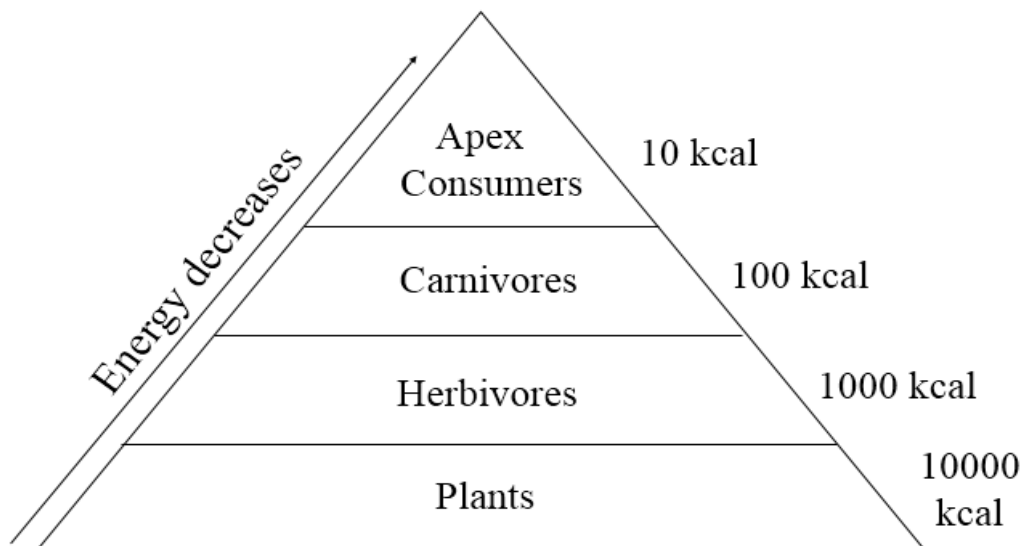 Apex
Consumers
10 kcal
Energy decreases
Carnivores
100 kcal
Herbivores
1000 kcal
Plants
10000
kcal